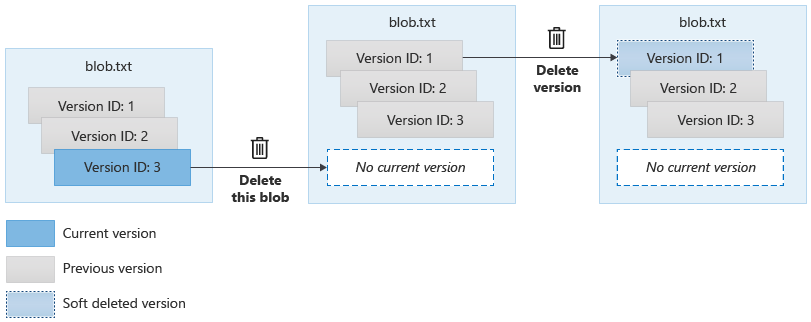 blob.txt
Version ID: 1
Version ID: 2
Version ID: 3
Delete
this blob
blob.txt
Version ID: 1
Version ID: 2
Version ID: 3
No current version
Delete
version
blob.txt
Version ID: 1
Version ID: 2
Version ID: 3
No current version
Current version
Previous version
Soft deleted version